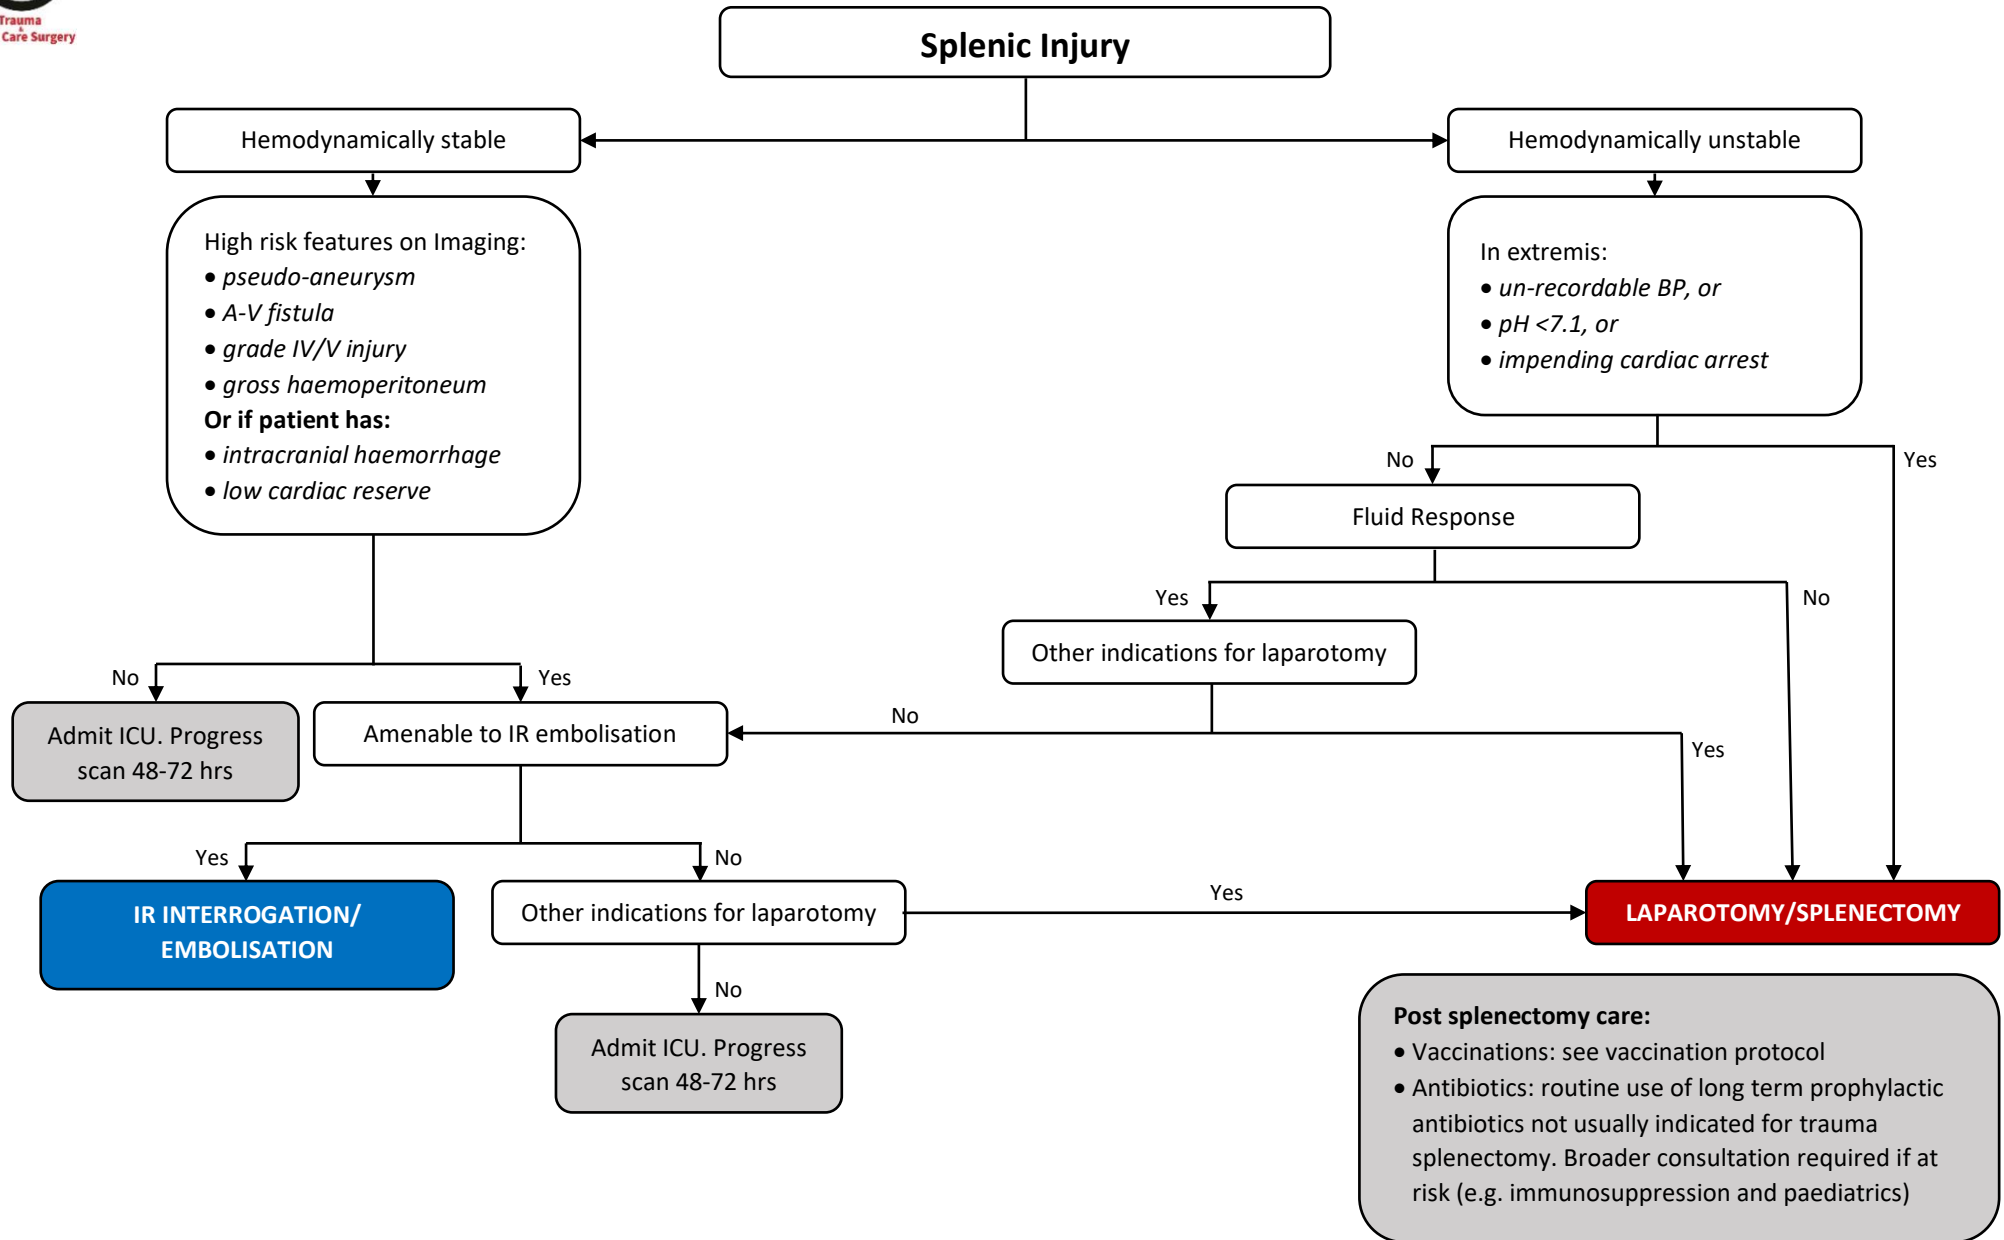 Trauma
&
Care Surgery
Splenic Injury
Hemodynamically stable
Hemodynamically unstable
High risk features on Imaging:
• pseudo-aneurysm
• A-V fistula
• grade IV/V injury
• gross haemoperitoneum
Or if patient has:
• intracranial haemorrhage
• low cardiac reserve
In extremis:
• un-recordable BP, or
• pH <7.1, or
• impending cardiac arrest
No
Yes
Fluid Response
Yes
No
Other indications for laparotomy
No
Yes
No
Yes
Admit ICU. Progress
scan 48-72 hrs
Amenable to IR embolisation
Yes
No
IR INTERROGATION/
EMBOLISATION
Other indications for laparotomy
Yes
LAPAROTOMY/SPLENECTOMY
No
Admit ICU. Progress
scan 48-72 hrs
Post splenectomy care:
• Vaccinations: see vaccination protocol
• Antibiotics: routine use of long term prophylactic
antibiotics not usually indicated for trauma
splenectomy. Broader consultation required if at
risk (e.g. immunosuppression and paediatrics)